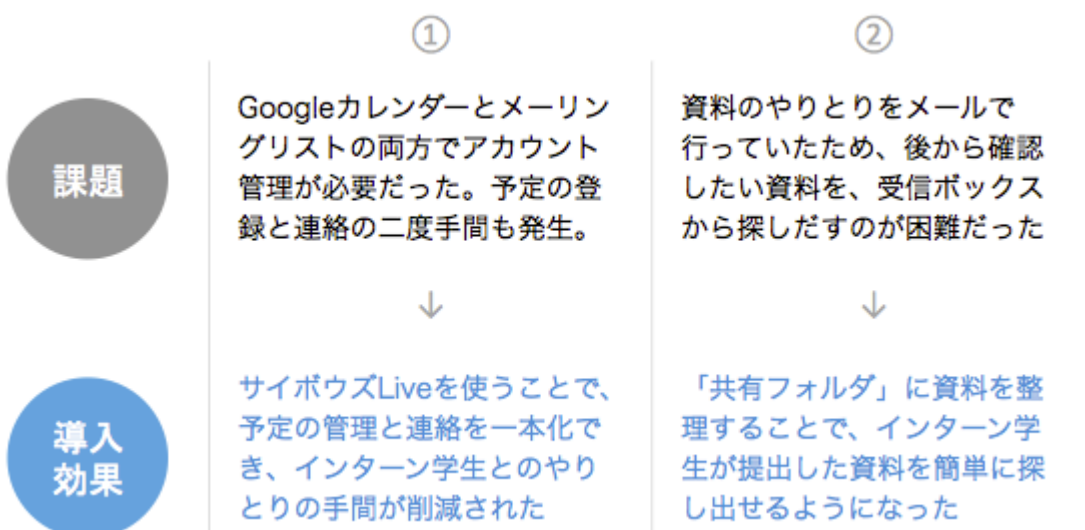 ①
②
課題
Googleカレンダーとメーリン
グリストの両方でアカウント
管理が必要だった。予定の登
録と連絡の二度手間も発生。
資料のやりとりをメールで
行っていたため、後から確認
したい資料を、受信ボックス
から探しだすのが困難だった
↓
↓
導入
効果
サイボウズLiveを使うことで、
予定の管理と連絡を一本化で
き、インターン学生とのやり
とりの手間が削減された
「共有フォルダ」に資料を整
理することで、インターン学
生が提出した資料を簡単に探
し出せるようになった